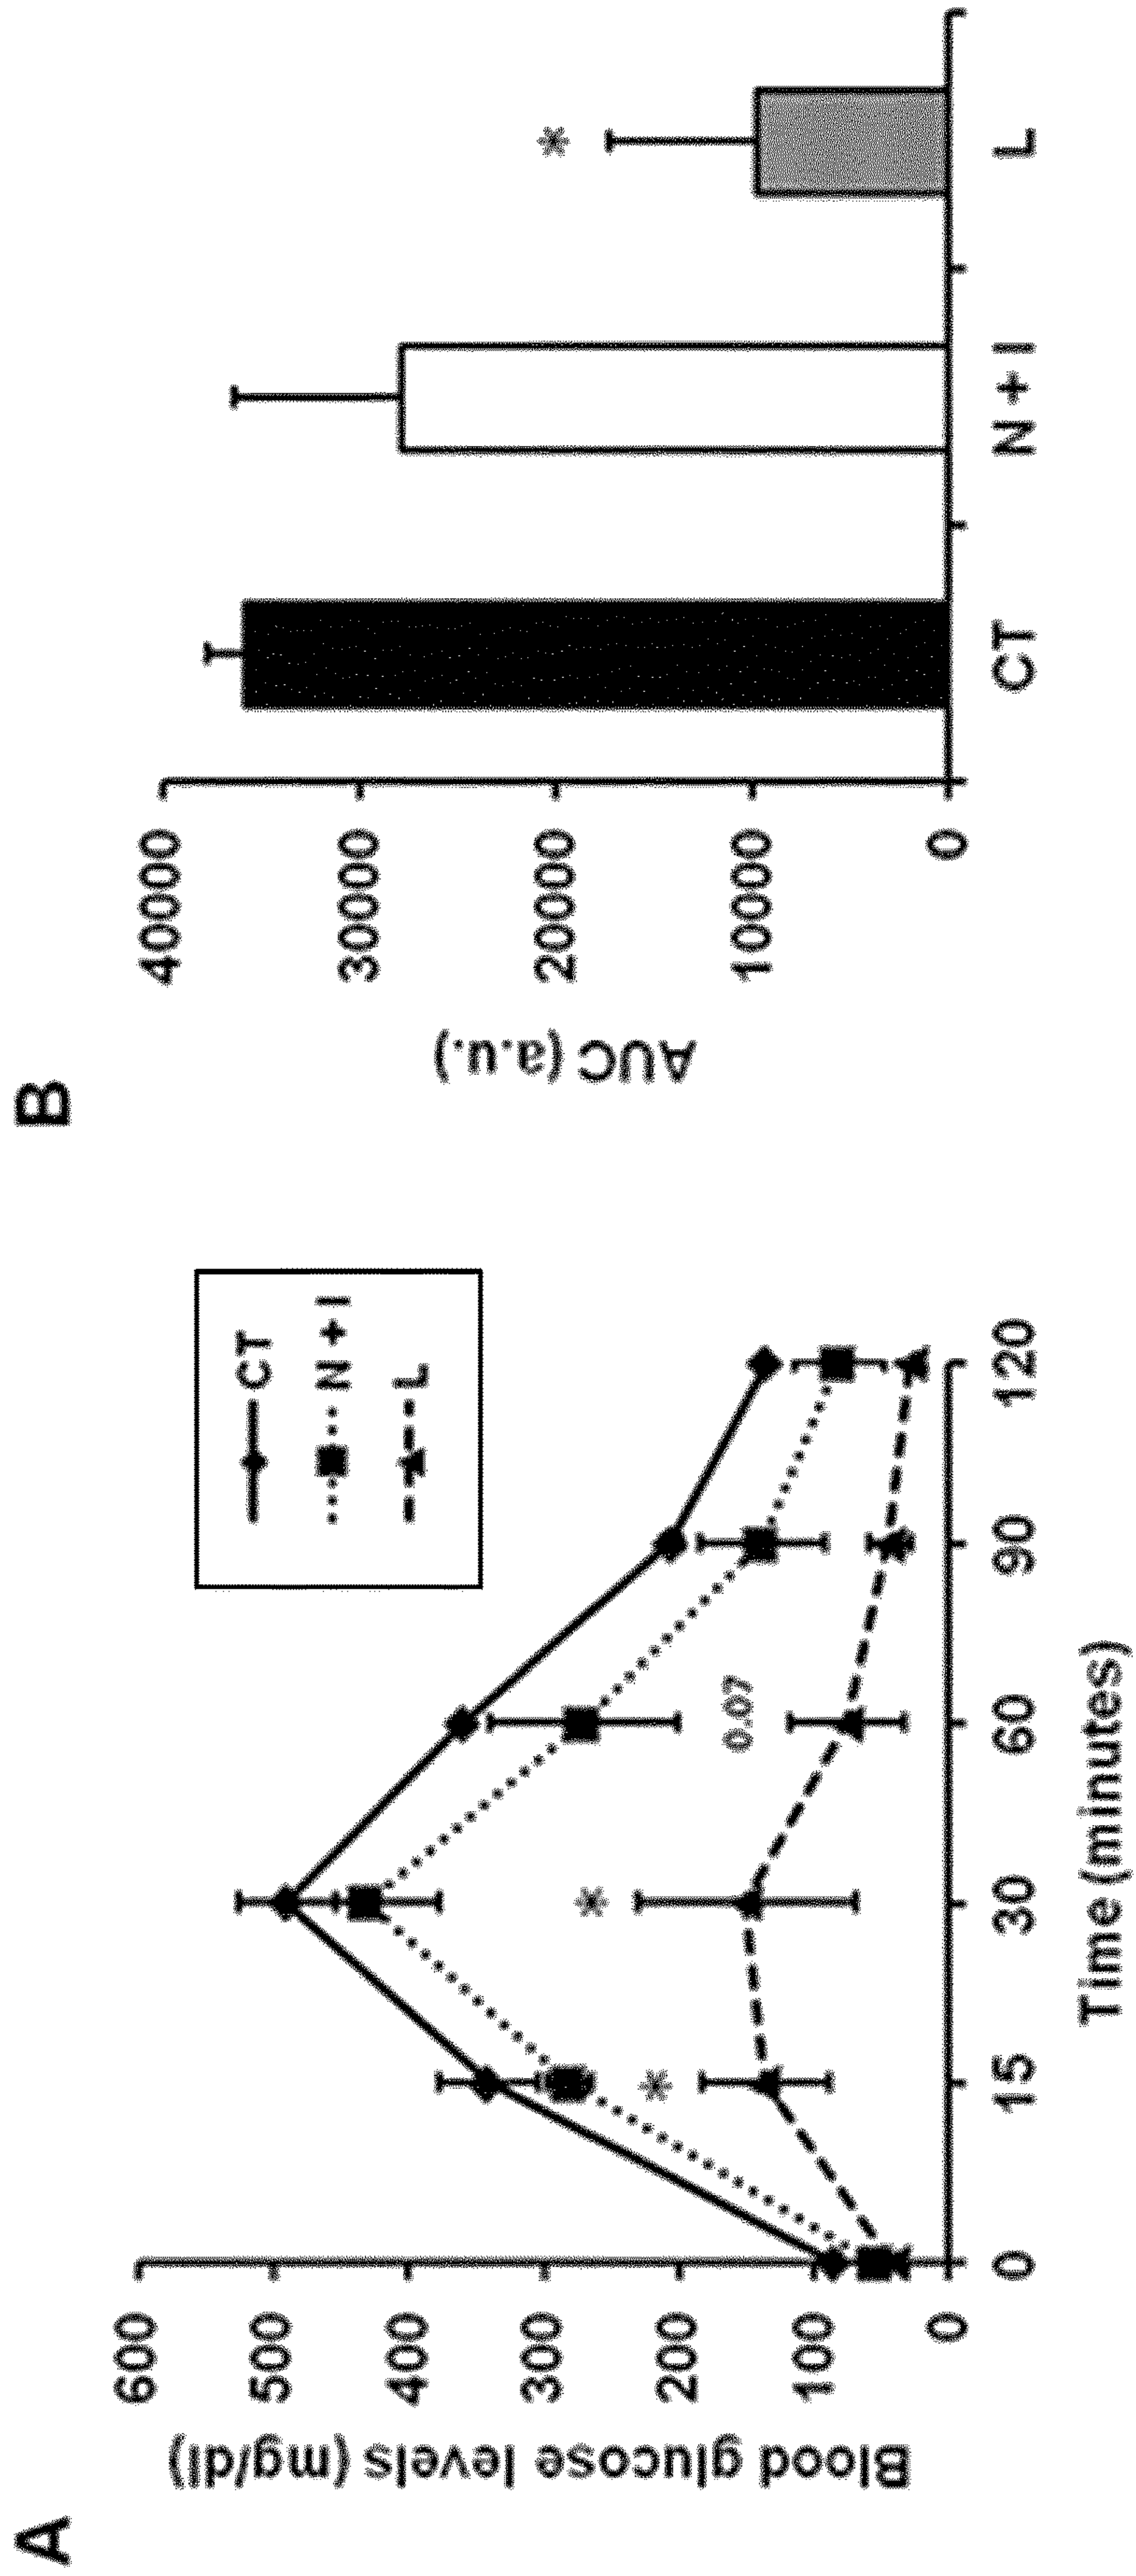 A
Blood glucose levels (mg/dl)
600
500
400
300
200
100
0
CT
N + I
L
*
*
0.07
0
15
30
60
90
120
Time (minutes)
B
AUC (a.u.)
40000
30000
20000
10000
0
*
CT
N + I
L